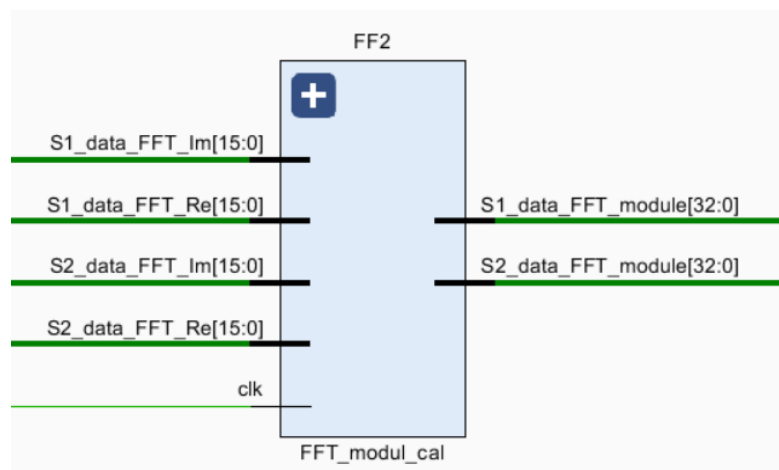 FF2
S1_data_FFT_Im[15:0]
S1_data_FFT_Re[15:0]
S1_data_FFT_module[32:0]
S2_data_FFT_Im[15:0]
S2_data_FFT_module[32:0]
S2_data_FFT_Re[15:0]
clk
FFT_modul_cal